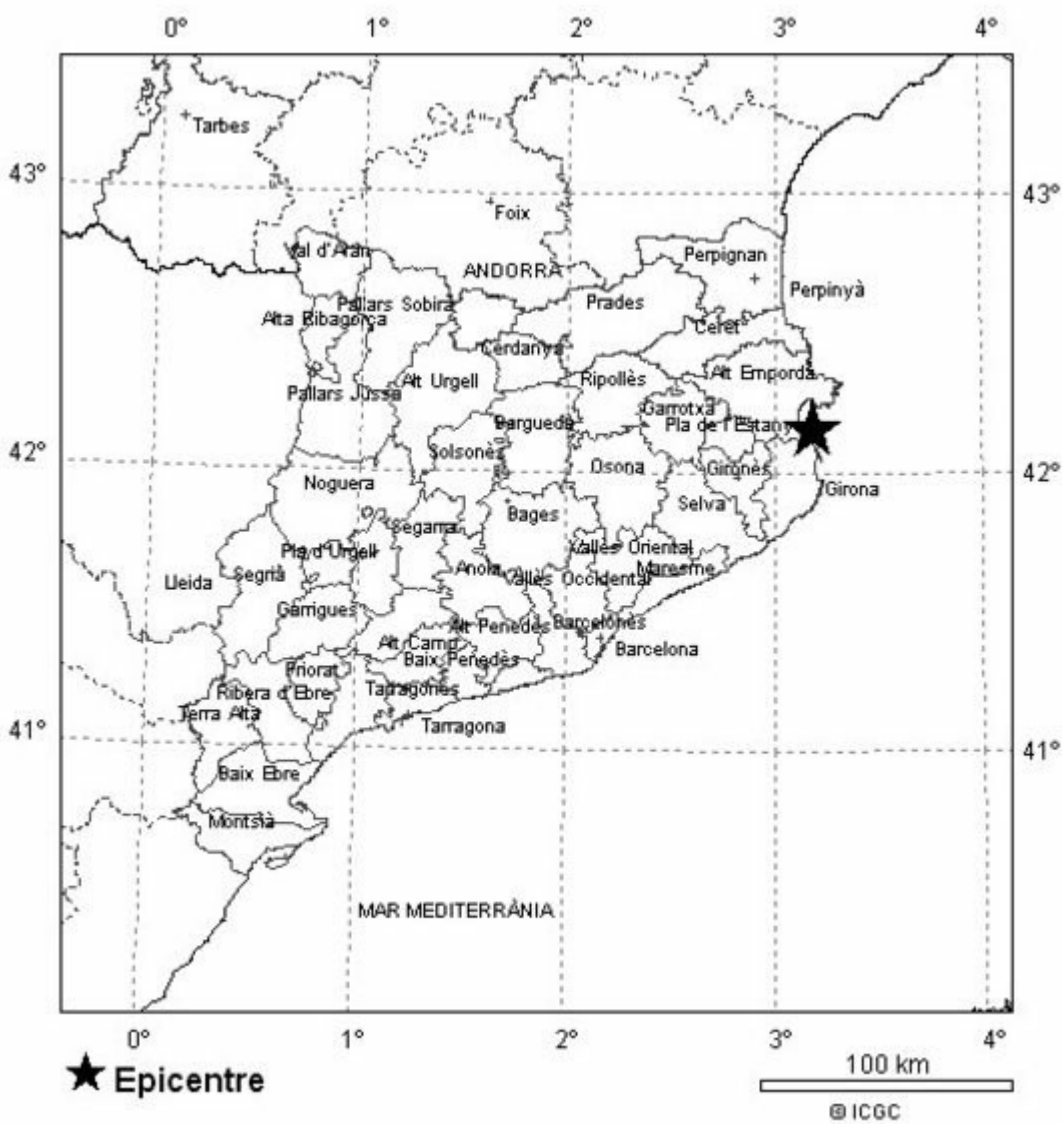 0° 1° 2° 3° 4°
Tarbes
43° 43°
Foix
Val d'Aran
ANDORRA
Perpignan
Perpinyà
Pallars Sobirà
Prades
Alta Ribagorça
Ceret
Cerdanya
Alt Urgell
Ripollès
Alt Empordà
Pallars Jussà
Garrotxa
Berguedà
Pla de l'Estany
Solsonès
42° 42°
Osona
Gironès
Noguera
Girona
Bages
Selva
Segarra
Pla d'Urgell
Vallès Oriental
Lleida
Segrià
Anoia
Maresme
Vallès Occidental
Garrigues
Alt Penedès
Barcelonès
Alt Camp
Barcelona
Baix Penedès
Priorat
Ribera d'Ebre
Tarragonès
Terra Alta
Tarragona
41° 41°
Baix Ebre
Montsià
MAR MEDITERRÀNIA
0° 1° 2° 3° 4°
Epicentre
100 km
© ICGC